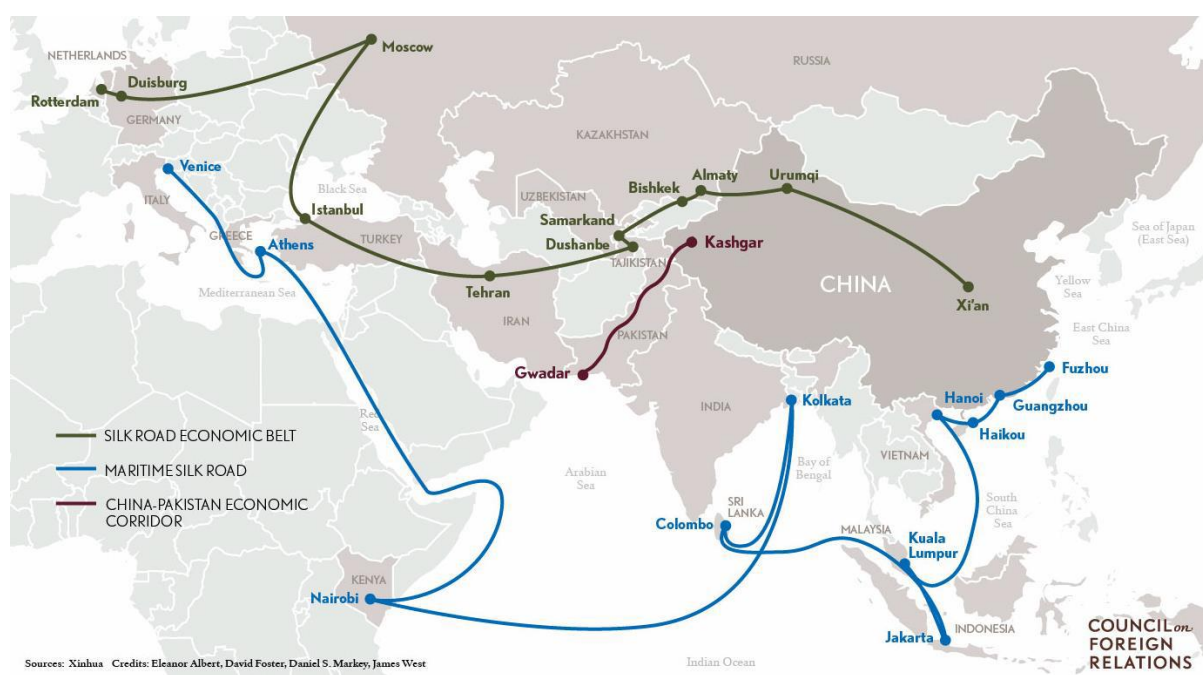 NETHERLANDS
Moscow
Duisburg
Rotterdam
GERMANY
RUSSIA
KAZAKHSTAN
Venice
ITALY
Black Sea
Istanbul
UZBEKISTAN
Bishkek
Almaty
Urumqi
Samarkand
Dushanbe
TAJIKISTAN
Kashgar
GREECE
Athens
TURKEY
Mediterranean Sea
Tehran
IRAN
CHINA
Xi'an
Sea of Japan
(East Sea)
Yellow
Sea
East China
Sea
PAKISTAN
Gwadar
Fuzhou
Hanoi
Guangzhou
Haikou
Kolkata
INDIA
Red
Sea
SILK ROAD ECONOMIC BELT
MARITIME SILK ROAD
CHINA-PAKISTAN ECONOMIC
CORRIDOR
Arabian
Sea
Bay of
Bengal
VIETNAM
SRI
LANKA
Colombo
South
China Sea
MALAYSIA
Kuala
Lumpur
KENYA
Nairobi
Jakarta
INDONESIA
Indian Ocean
COUNCIL on
FOREIGN
RELATIONS
Sources: Xinhua Credits: Eleanor Albert, David Foster, Daniel S. Markey, James West